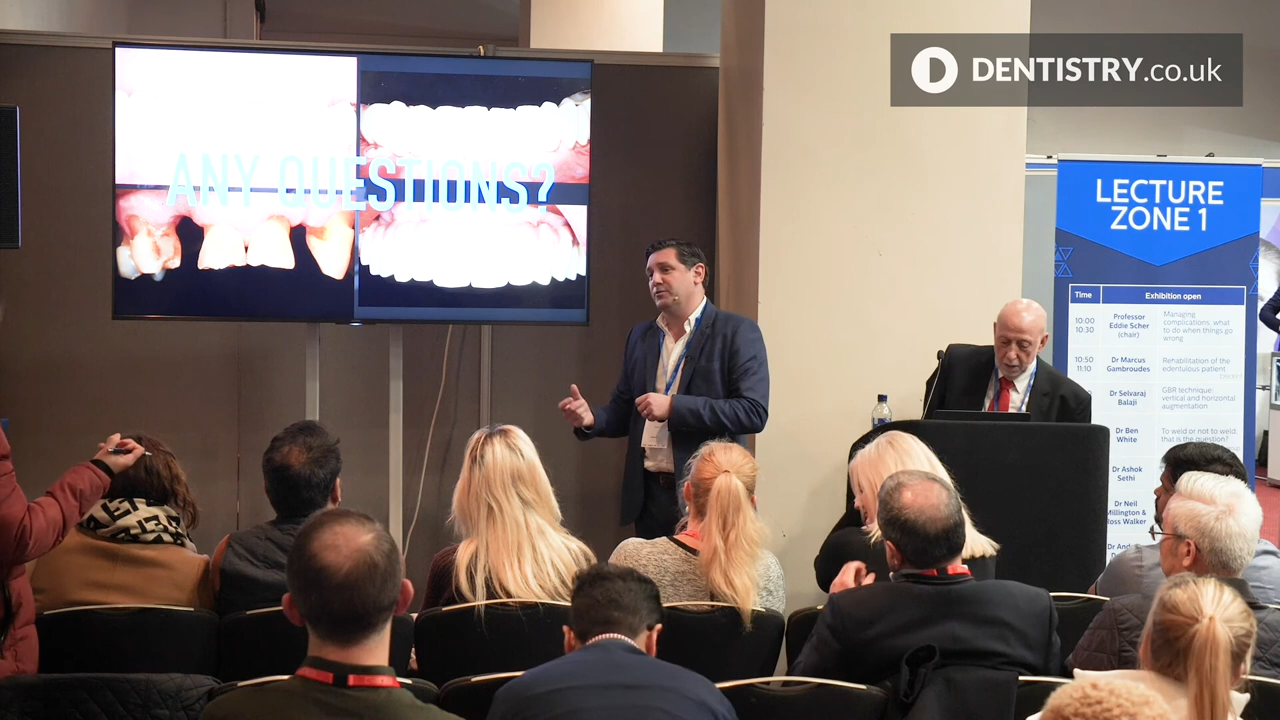 DENTISTRY.co.uk
ANY QUESTIONS?
LECTURE
ZONE 1
Time
Exhibition open
10:00
10:30
Professor
Eddie Scher
(chair)
Managing
complications, what
to do when things go
wrong
10:50
11:10
Dr Marcus
Gambroudes
Rehabilitation of the
edentulous patient
Dr Selvaraj
Balaji
GBR technique:
vertical and horizontal
augmentation
Dr Ben
White
To weld or not to weld,
that is the question?
Dr Ashok
Sethi
Dr Neil
Millington &
Ross Walker